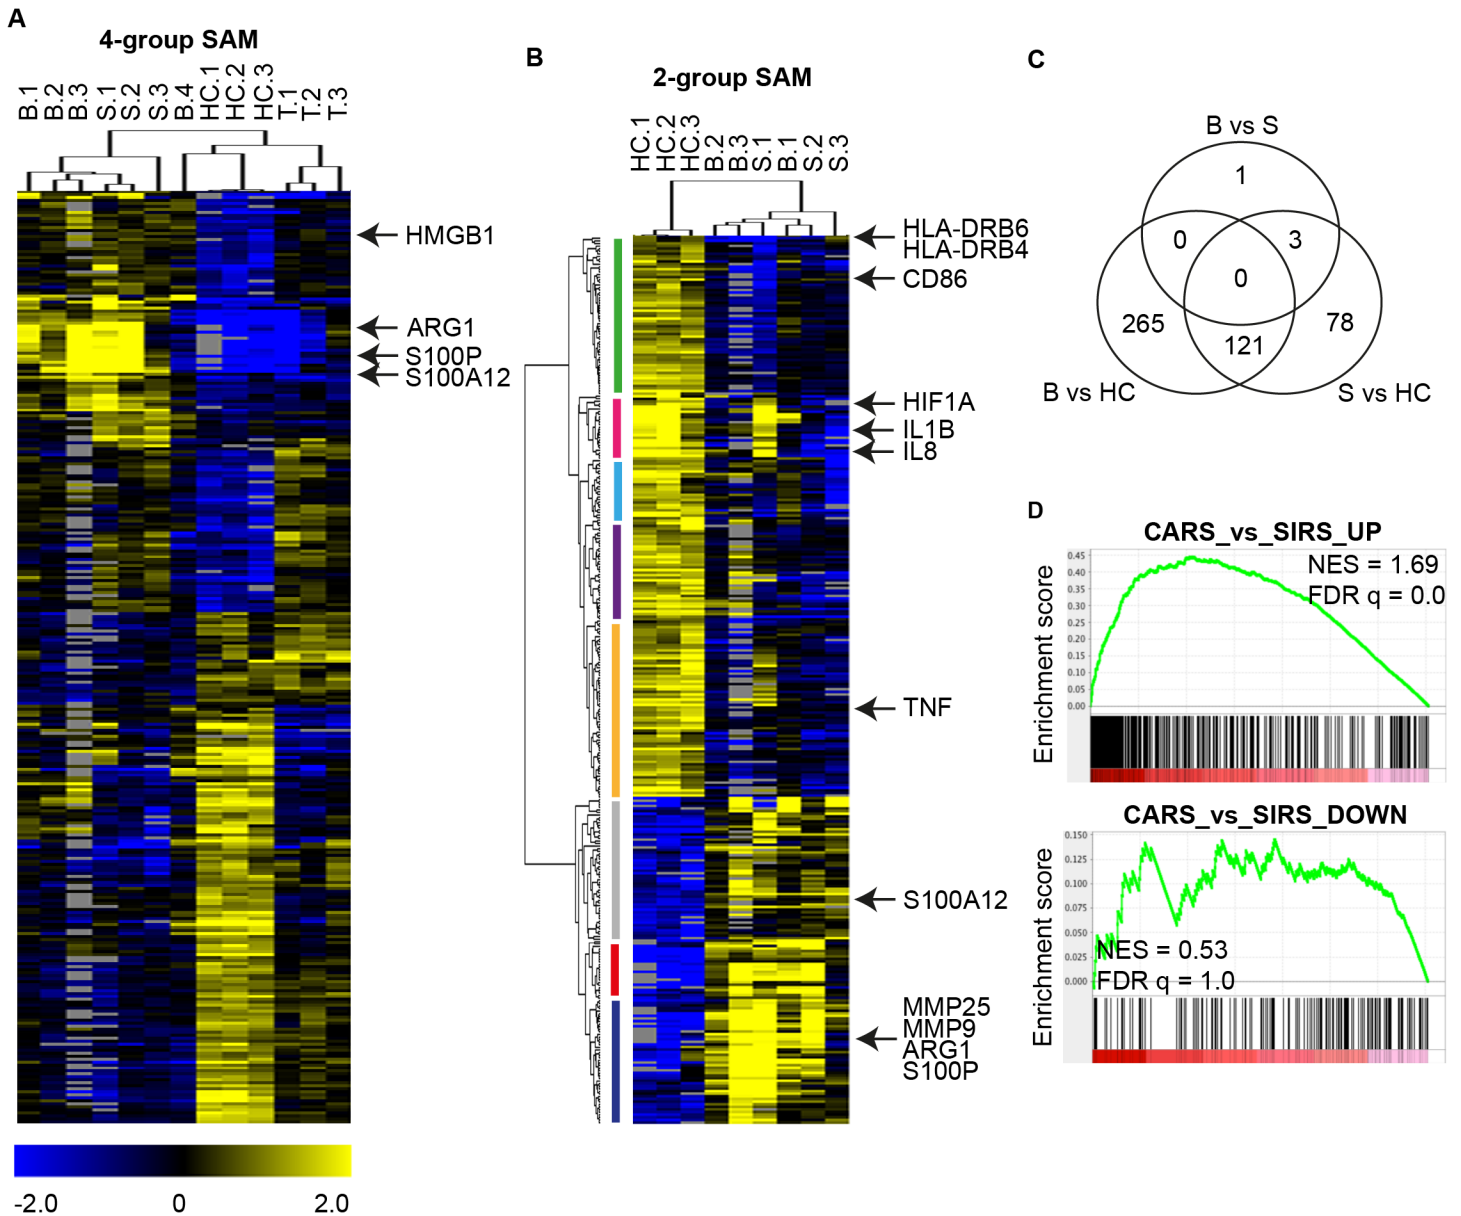 A
4-group SAM
B.1
B.2
B.3
S.1
S.2
S.3
B.4
HC.1
HC.2
HC.3
T.1
T.2
T.3
HMGB1
ARG1
S100P
S100A12
-2.0 0 2.0
B
2-group SAM
HC.1
HC.2
HC.3
B.2
B.3
S.1
B.1
S.2
S.3
HLA-DRB6
HLA-DRB4
CD86
HIF1A
IL1B
IL8
TNF
S100A12
MMP25
MMP9
ARG1
S100P
C
B vs S
1
0
3
0
265
78
121
B vs HC
S vs HC
D
CARS_vs_SIRS_UP
Enrichment score
0.45
0.40
0.35
0.30
0.25
0.20
0.15
0.10
0.05
0.00
NES = 1.69
FDR q = 0.0
CARS_vs_SIRS_DOWN
Enrichment score
0.150
0.125
0.100
0.075
0.050
0.025
0.000
NES = 0.53
FDR q = 1.0